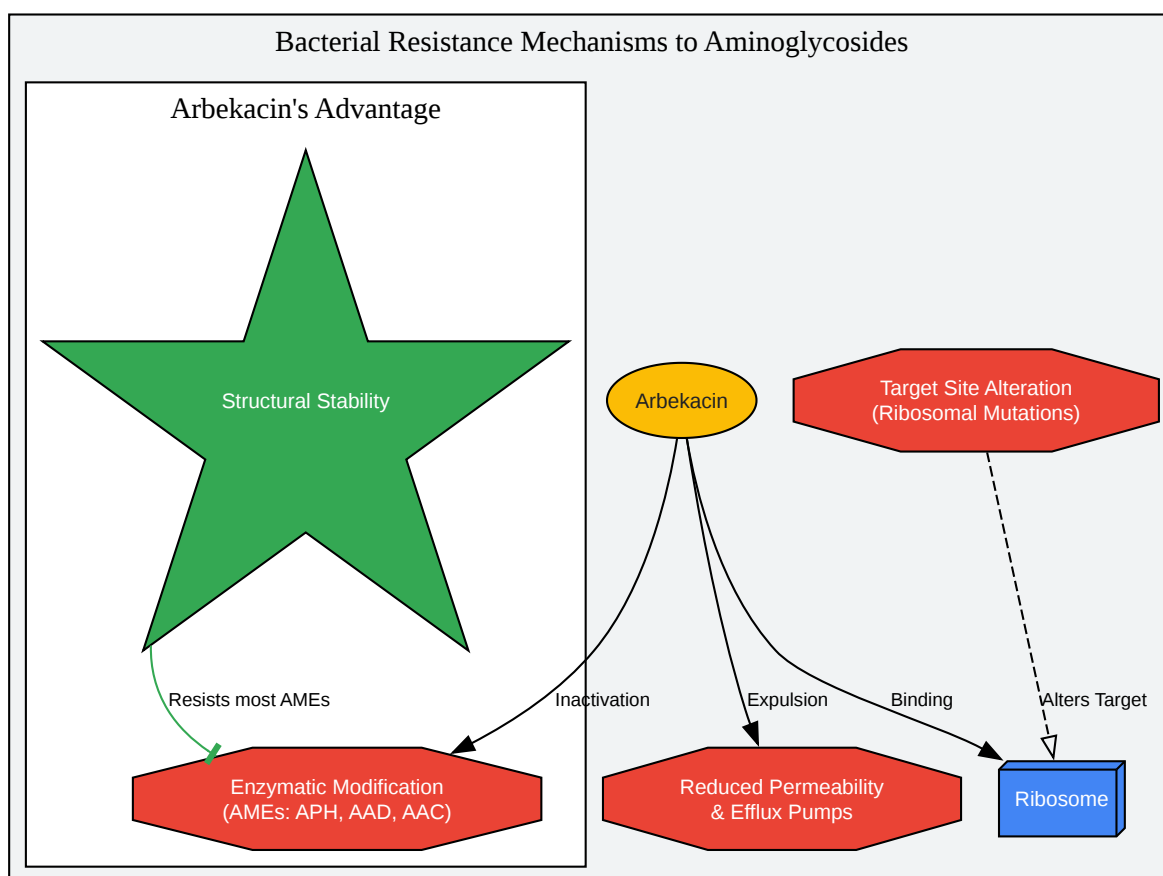 Bacterial Resistance Mechanisms to Aminoglycosides
Arbekacin's Advantage
Structural Stability
Arbekacin
Target Site Alteration
(Ribosomal Mutations)
Resists most AMEs
Inactivation
Expulsion
Binding
Alters Target
Enzymatic Modification
(AMEs: APH, AAD, AAC)
Reduced Permeability
& Efflux Pumps
Ribosome